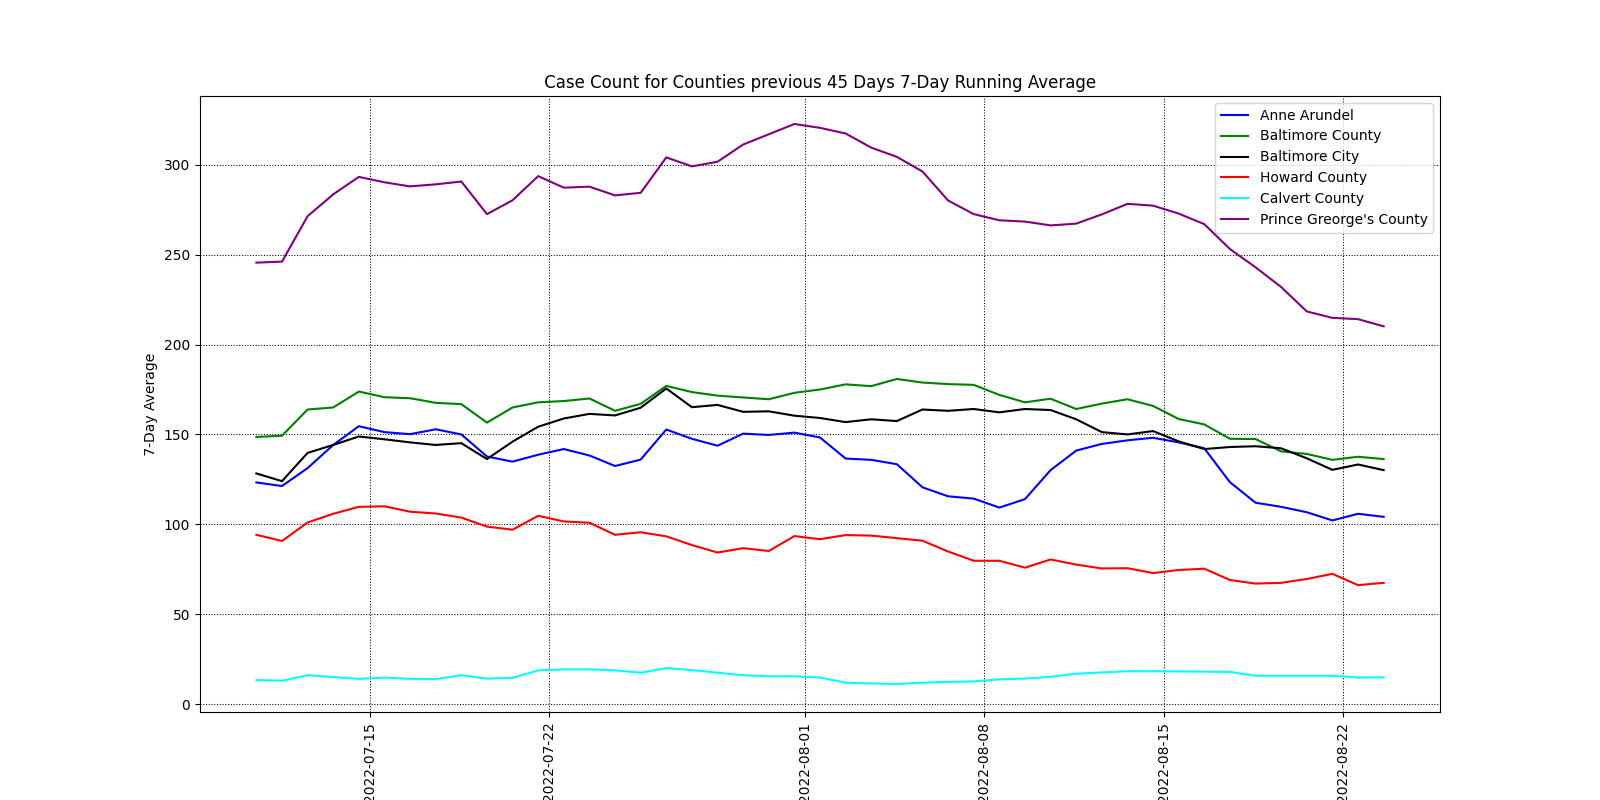 Case Count for Counties previous 45 Days 7-Day Running Average
Anne Arundel
Baltimore County
Baltimore City
Howard County
Calvert County
Prince Greorge's County
7-Day Average
300
250
200
150
100
50
0
2022-07-15
2022-07-22
2022-08-01
2022-08-08
2022-08-15
2022-08-22